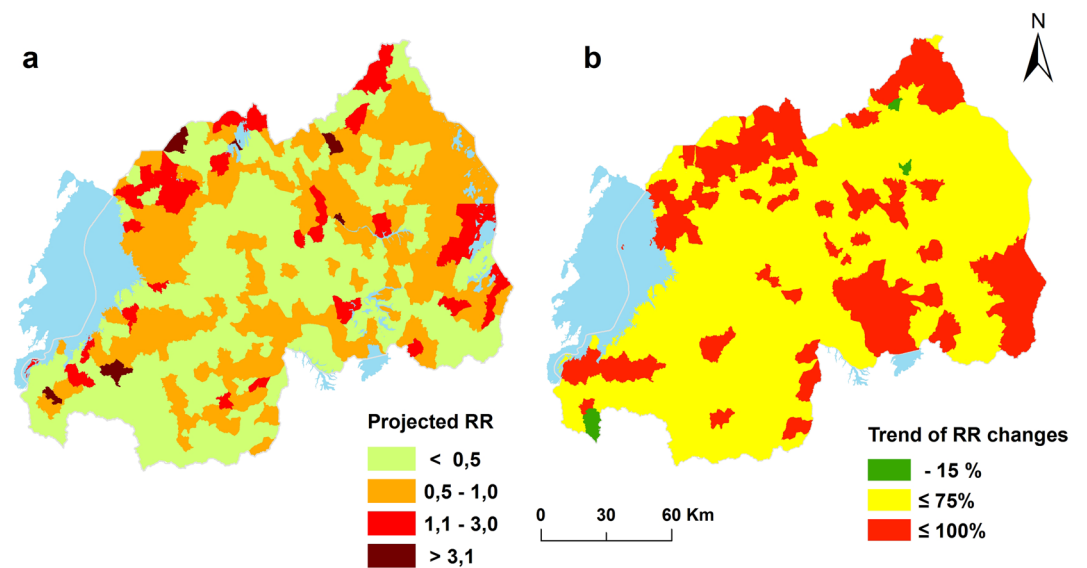 a
b
N
Projected RR
< 0,5
0,5 - 1,0
1,1 - 3,0
> 3,1
0 30 60 Km
Trend of RR changes
- 15 %
≤ 75%
≤ 100%